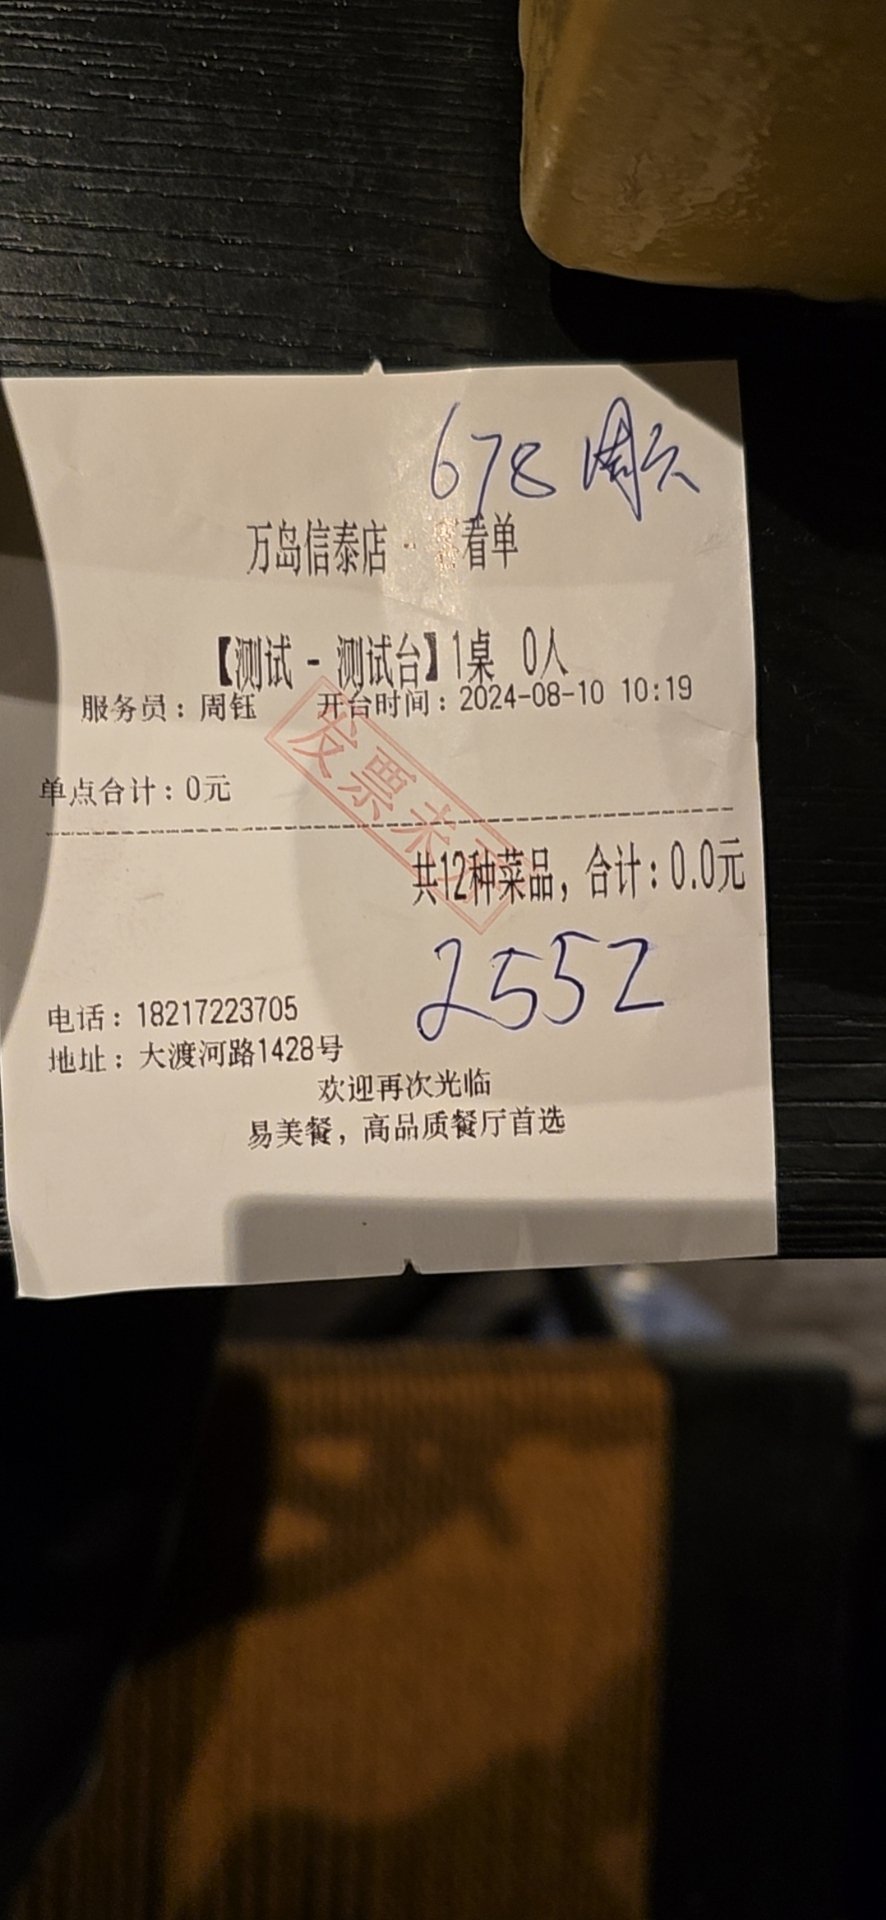 678
万岛信泰店 - 查看单
【测试 - 测试台】1桌 0人
服务员：周钰 开台时间：2024-08-10 10:19
发票未
单点合计：0元
共12种菜品，合计：0.0元
2552
电话：18217223705
地址：大渡河路1428号
欢迎再次光临
易美餐，高品质餐厅首选